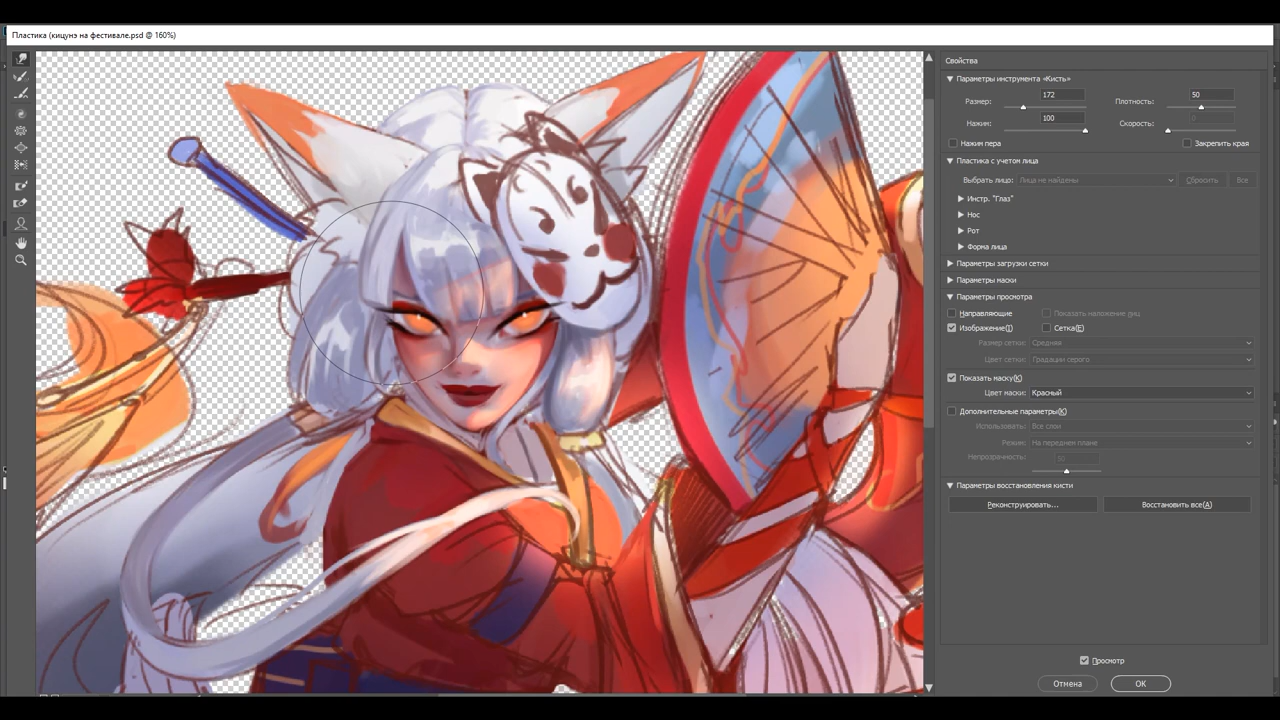 Пластика (кицунэ на фестивале.psd @ 160%)
Свойства
Параметры инструмента «Кисть»
Размер: 172 Плотность: 50
Нажим: 100 Скорость: 0
Нажим пера Закрепить края
Пластика с учетом лица
Выбрать лицо: Лица не найдены Сбросить Все
Инстр. "Глаз"
Нос
Рот
Форма лица
Параметры загрузки сетки
Параметры маски
Параметры просмотра
Направляющие Показать наложение лиц
Изображение(I) Сетка(E)
Размер сетки: Средняя
Цвет сетки: Градации серого
Показать маску(K)
Цвет маски: Красный
Дополнительные параметры(K)
Использовать: Все слои
Режим: На переднем плане
Непрозрачность: 50
Параметры восстановления кисти
Реконструировать... Восстановить все(A)
Просмотр
Отмена OK